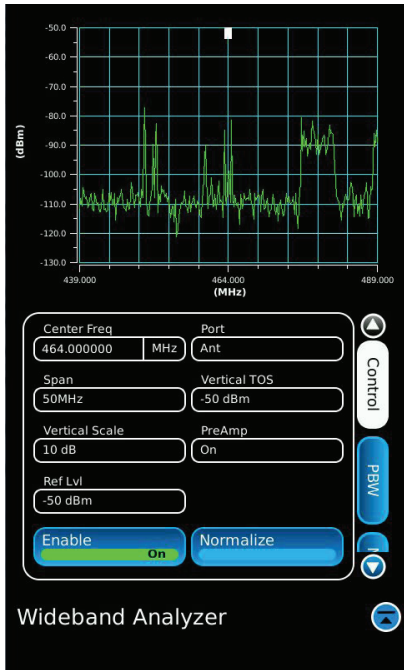 -50.0
-60.0
-70.0
-80.0
-90.0
-100.0
-110.0
-120.0
-130.0
(dBm)
439.000 464.000 489.000
(MHz)
Center Freq Port
464.000000 MHz Ant
Span Vertical TOS
50MHz -50 dBm
Vertical Scale PreAmp
10 dB On
Ref Lvl
-50 dBm
Enable Normalize
On
Control
PBW
Wideband Analyzer